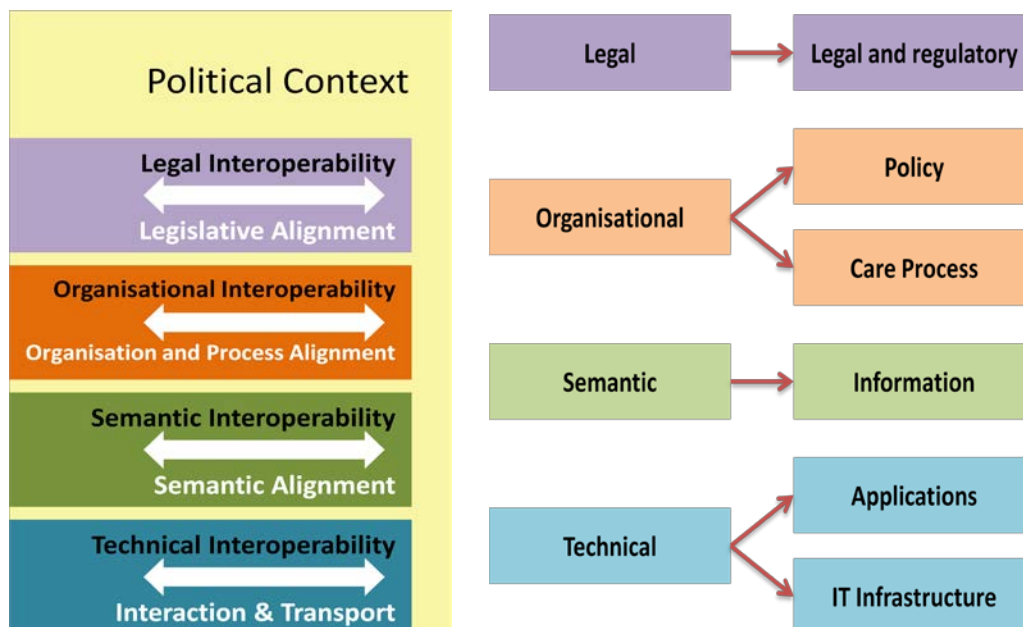 Political Context
Legal Interoperability
Legislative Alignment
Organisational Interoperability
Organisation and Process Alignment
Semantic Interoperability
Semantic Alignment
Technical Interoperability
Interaction & Transport
Legal
Legal and regulatory
Organisational
Policy
Care Process
Semantic
Information
Technical
Applications
IT Infrastructure